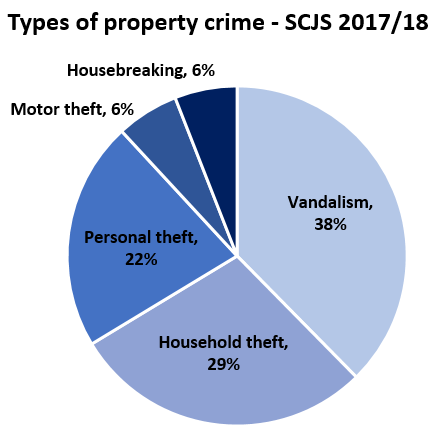 Types of property crime - SCJS 2017/18
Housebreaking, 6%
Motor theft, 6%
Vandalism,
38%
Personal theft,
22%
Household theft,
29%